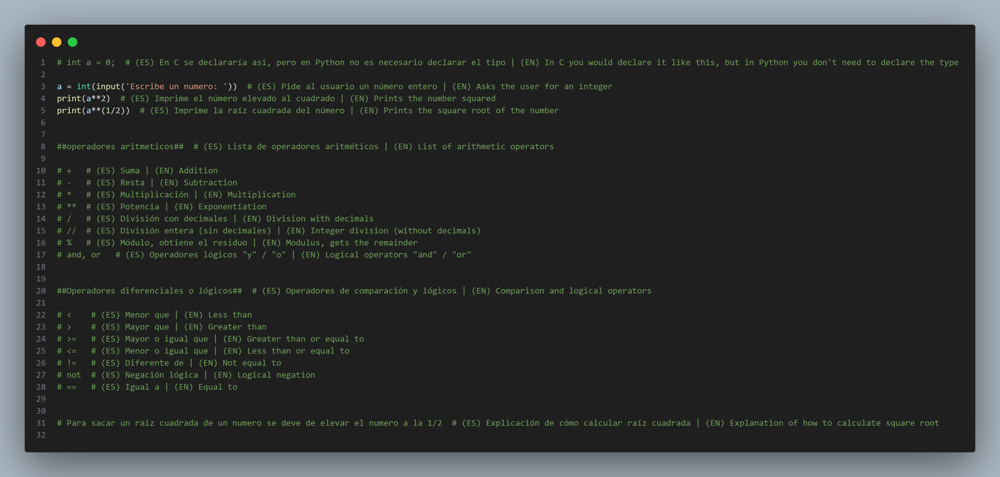 1 # int a = 0;  # (ES) En C se declararía así, pero en Python no es necesario declarar el tipo | (EN) In C you would declare it like this, but in Python you don't need to declare the type
2
3 a = int(input('Escribe un numero: '))  # (ES) Pide al usuario un número entero | (EN) Asks the user for an integer
4 print(a**2)  # (ES) Imprime el número elevado al cuadrado | (EN) Prints the number squared
5 print(a**(1/2))  # (ES) Imprime la raíz cuadrada del número | (EN) Prints the square root of the number
6
7
8 ##operadores aritmeticos##  # (ES) Lista de operadores aritméticos | (EN) List of arithmetic operators
9
10 # +   # (ES) Suma | (EN) Addition
11 # -   # (ES) Resta | (EN) Subtraction
12 # *   # (ES) Multiplicación | (EN) Multiplication
13 # **  # (ES) Potencia | (EN) Exponentiation
14 # /   # (ES) División con decimales | (EN) Division with decimals
15 # //  # (ES) División entera (sin decimales) | (EN) Integer division (without decimals)
16 # %   # (ES) Módulo, obtiene el residuo | (EN) Modulus, gets the remainder
17 # and, or   # (ES) Operadores lógicos "y" / "o" | (EN) Logical operators "and" / "or"
18
19
20 ##Operadores diferenciales o lógicos##  # (ES) Operadores de comparación y lógicos | (EN) Comparison and logical operators
21
22 # <    # (ES) Menor que | (EN) Less than
23 # >    # (ES) Mayor que | (EN) Greater than
24 # >=   # (ES) Mayor o igual que | (EN) Greater than or equal to
25 # <=   # (ES) Menor o igual que | (EN) Less than or equal to
26 # !=   # (ES) Diferente de | (EN) Not equal to
27 # not  # (ES) Negación lógica | (EN) Logical negation
28 # ==   # (ES) Igual a | (EN) Equal to
29
30
31 # Para sacar un raiz cuadrada de un numero se deve de elevar el numero a la 1/2  # (ES) Explicación de cómo calcular raíz cuadrada | (EN) Explanation of how to calculate square root
32